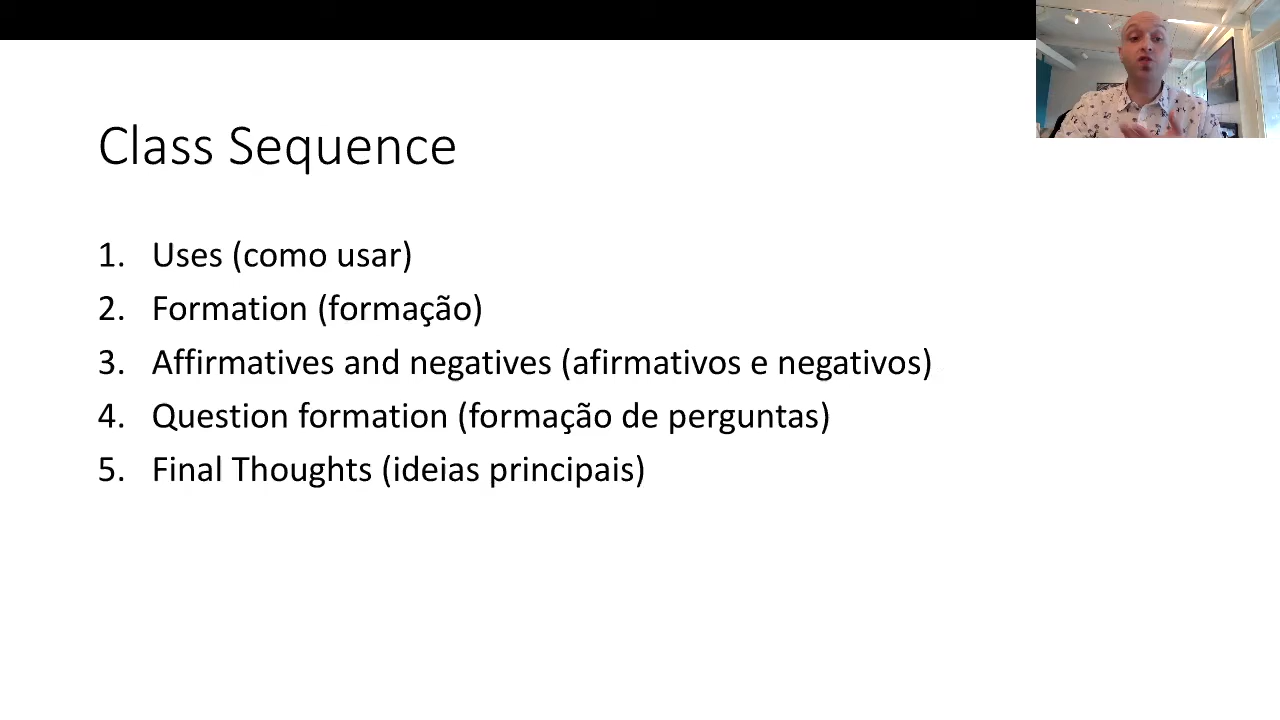 Class Sequence
1. Uses (como usar)
2. Formation (formação)
3. Affirmatives and negatives (afirmativos e negativos)
4. Question formation (formação de perguntas)
5. Final Thoughts (ideias principais)